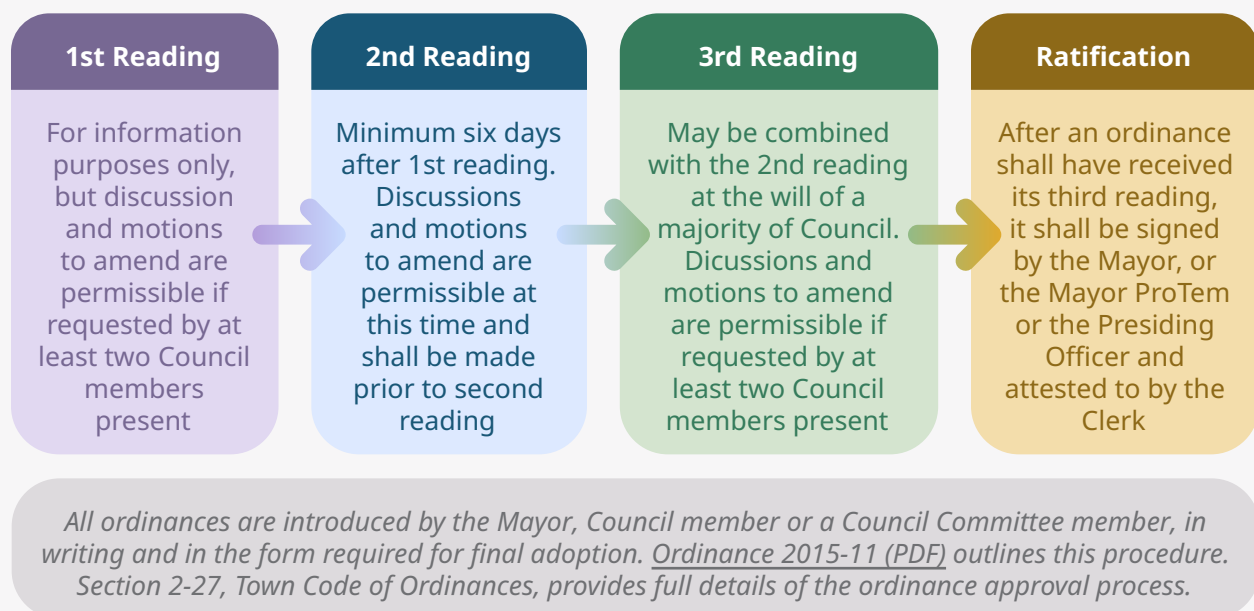 1st Reading
For information
purposes only,
but discussion
and motions
to amend are
permissible if
requested by at
least two Council
members
present
2nd Reading
Minimum six days
after 1st reading.
Discussions
and motions
to amend are
permissible at
this time and
shall be made
prior to second
reading
3rd Reading
May be combined
with the 2nd reading
at the will of a
majority of Council.
Dicussions and
motions to amend
are permissible if
requested by at
least two Council
members present
Ratification
After an ordinance
shall have received
its third reading,
it shall be signed
by the Mayor, or
the Mayor ProTem
or the Presiding
Officer and
attested to by the
Clerk
All ordinances are introduced by the Mayor, Council member or a Council Committee member, in
writing and in the form required for final adoption. Ordinance 2015-11 (PDF) outlines this procedure.
Section 2-27, Town Code of Ordinances, provides full details of the ordinance approval process.